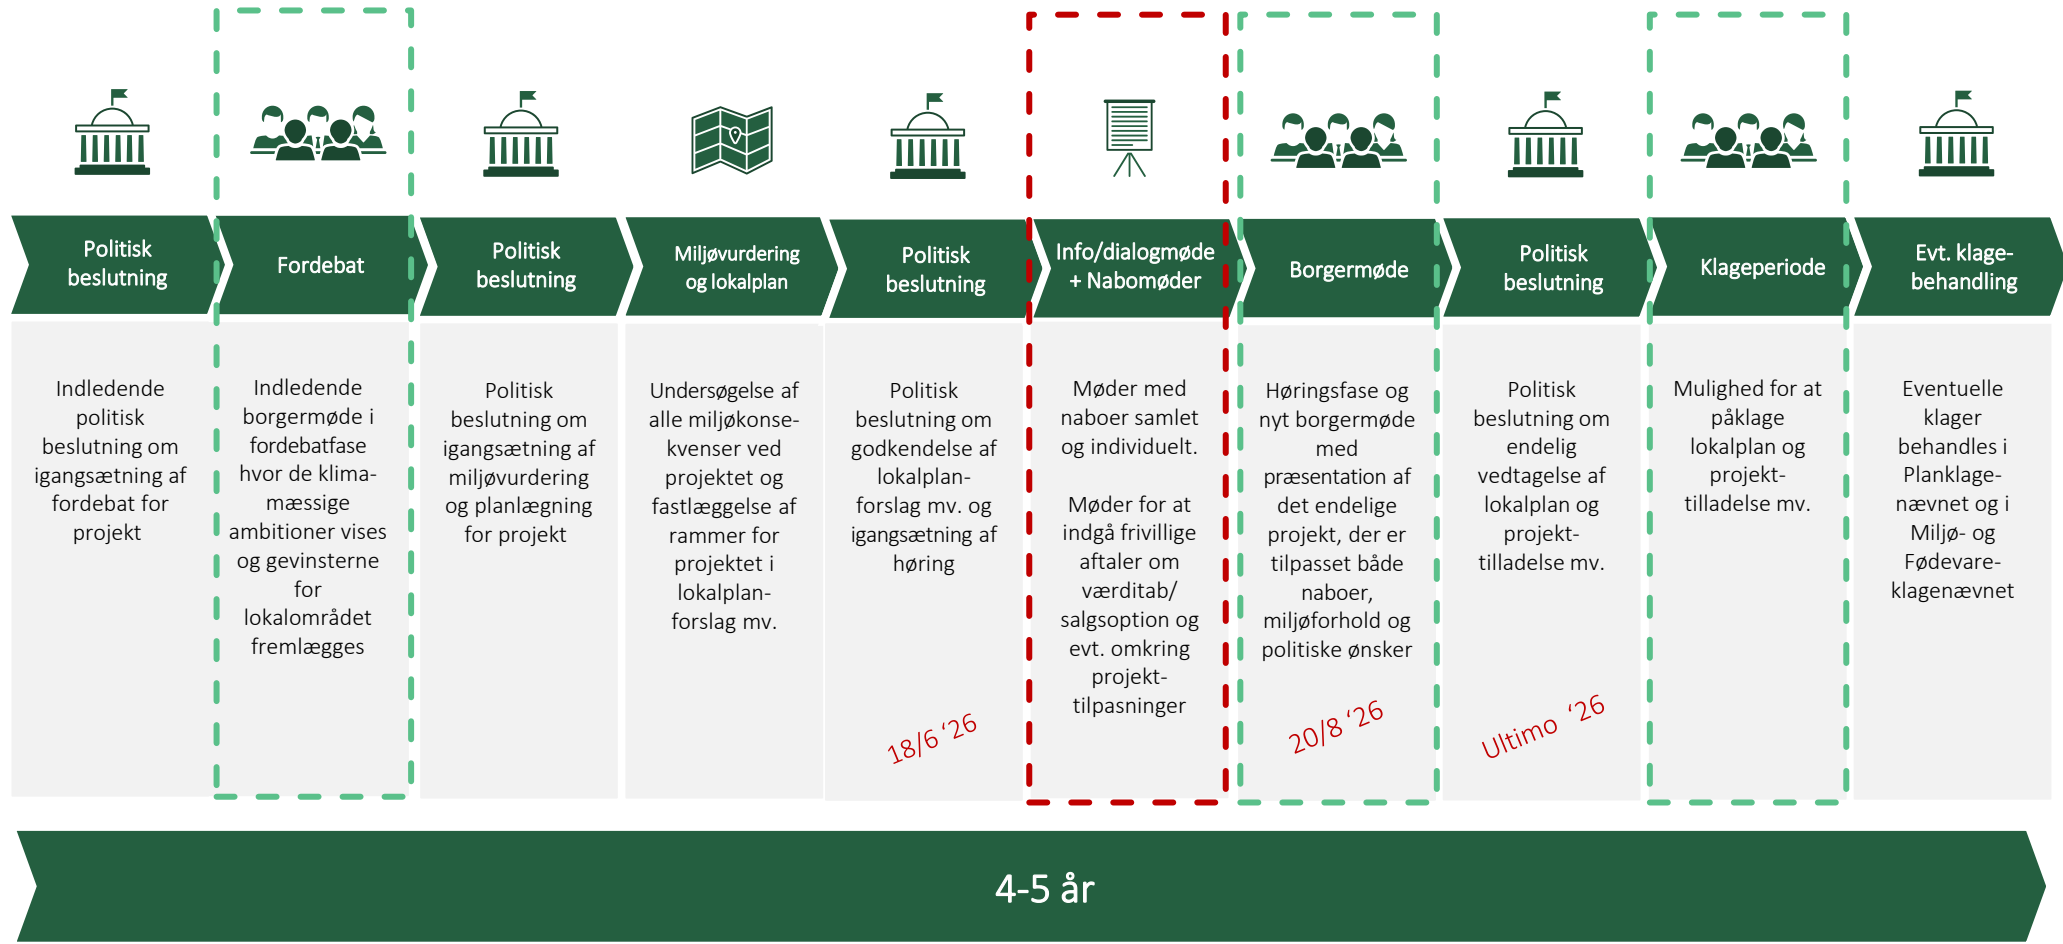 Politisk
beslutning
Fordebat
Politisk
beslutning
Miljøvurdering
og lokalplan
Politisk
beslutning
Info/dialogmøde
+ Nabomøder
Borgermøde
Politisk
beslutning
Klageperiode
Evt. klage-
behandling
Indledende
politisk
beslutning om
igangsætning af
fordebat for
projekt
Indledende
borgermøde i
fordebatfase
hvor de klima-
mæssige
ambitioner vises
og gevinsterne
for
lokalområdet
fremlægges
Politisk
beslutning om
igangsætning af
miljøvurdering
og planlægning
for projekt
Undersøgelse af
alle miljøkonse-
kvenser ved
projektet og
fastlæggelse af
rammer for
projektet i
lokalplan-
forslag mv.
Politisk
beslutning om
godkendelse af
lokalplan-
forslag mv. og
igangsætning af
høring
18/6 ‘26
Møder med
naboer samlet
og individuelt.
Møder for at
indgå frivillige
aftaler om
værditab/
salgsoption og
evt. omkring
projekt-
tilpasninger
Høringsfase og
nyt borgermøde
med
præsentation af
det endelige
projekt, der er
tilpasset både
naboer,
miljøforhold og
politiske ønsker
20/8 ‘26
Politisk
beslutning om
endelig
vedtagelse af
lokalplan og
projekt-
tilladelse mv.
Ultimo ‘26
Mulighed for at
påklage
lokalplan og
projekt-
tilladelse mv.
Eventuelle
klager
behandles i
Planklage-
nævnet og i
Miljø- og
Fødevare-
klagenævnet
4-5 år